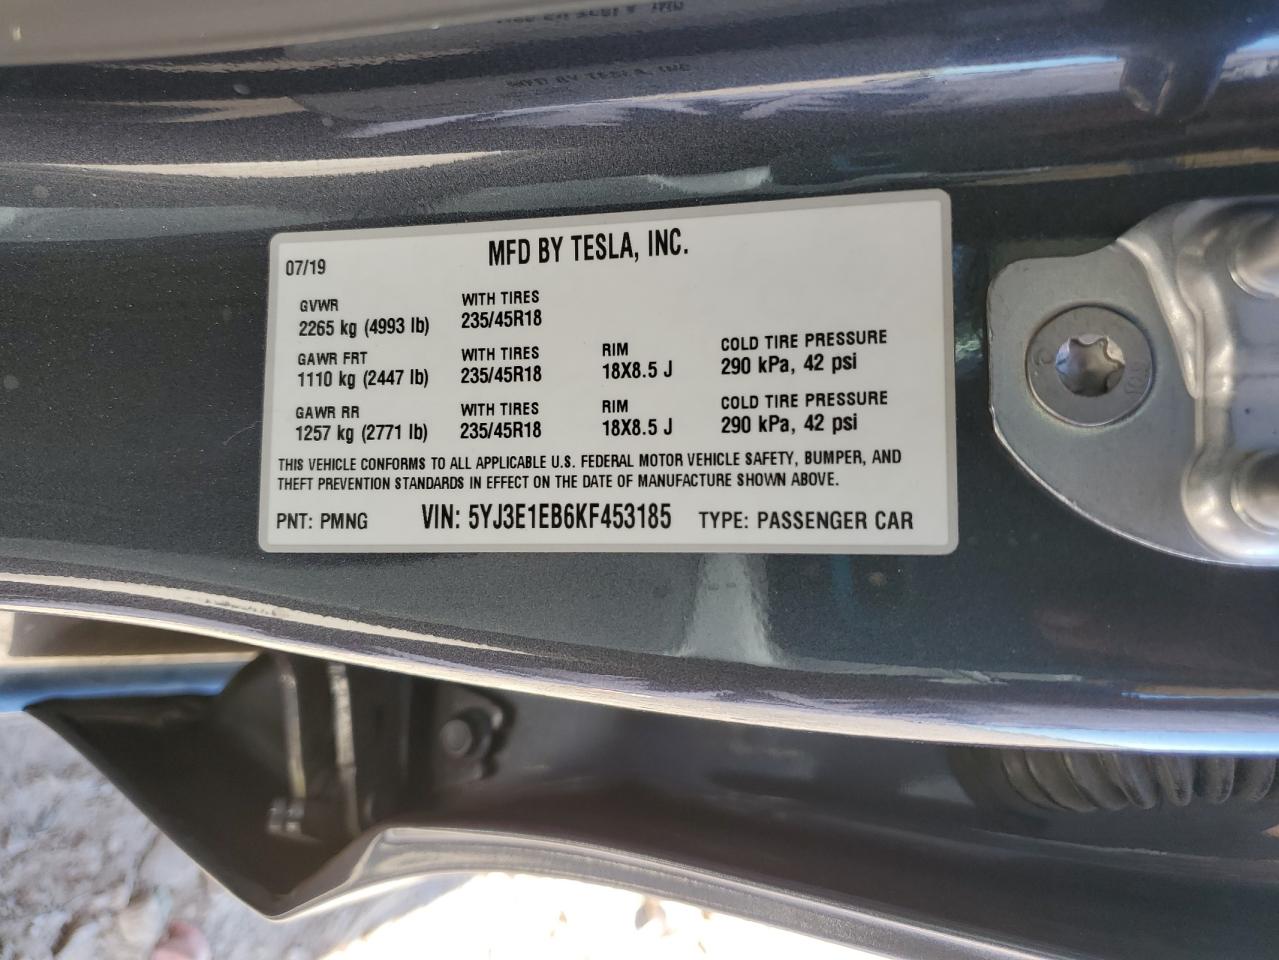 MFD BY TESLA, INC.
07/19
GVWR WITH TIRES
2265 kg (4993 lb) 235/45R18
GAWR FRT WITH TIRES RIM COLD TIRE PRESSURE
1110 kg (2447 lb) 235/45R18 18X8.5 J 290 kPa, 42 psi
GAWR RR WITH TIRES RIM COLD TIRE PRESSURE
1257 kg (2771 lb) 235/45R18 18X8.5 J 290 kPa, 42 psi
THIS VEHICLE CONFORMS TO ALL APPLICABLE U.S. FEDERAL MOTOR VEHICLE SAFETY, BUMPER, AND
THEFT PREVENTION STANDARDS IN EFFECT ON THE DATE OF MANUFACTURE SHOWN ABOVE.
PNT: PMNG VIN: 5YJ3E1EB6KF453185 TYPE: PASSENGER CAR